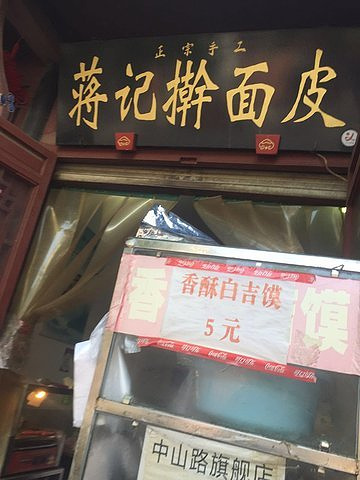 正宗手工
蒋记擀面皮
香 馍
香酥白吉馍
5元
中山路旗舰店